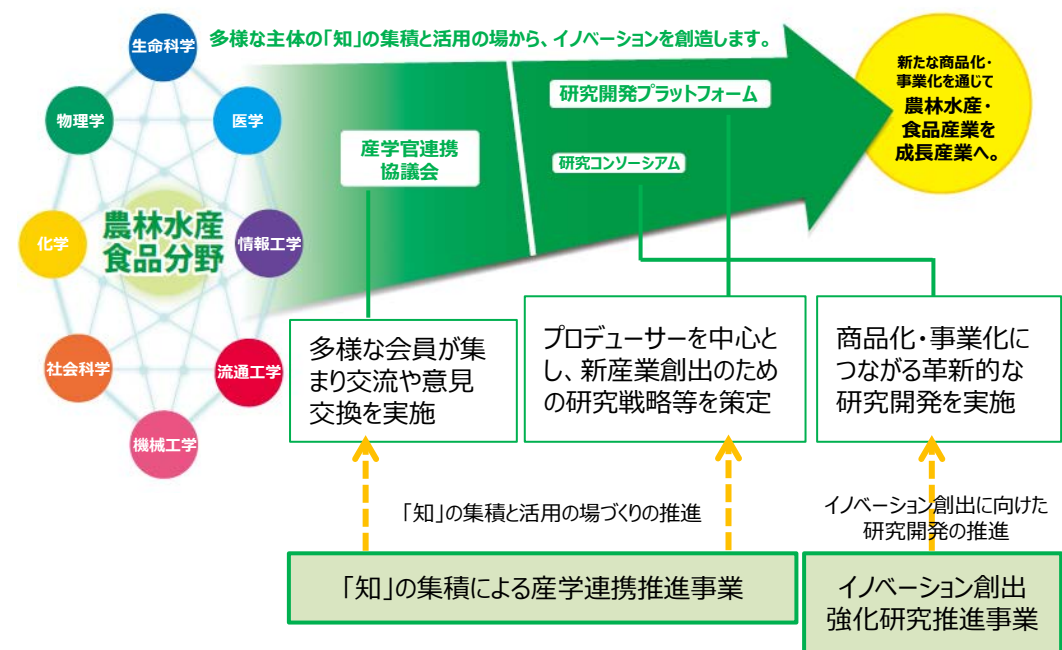 多様な主体の「知」の集積と活用の場から、イノベーションを創造します。
生命科学
物理学
医学
化学
農林水産
食品分野
情報工学
社会科学
流通工学
機械工学
産学官連携
協議会
研究開発プラットフォーム
研究コンソーシアム
新たな商品化・
事業化を通じて
農林水産・
食品産業を
成長産業へ。
多様な会員が集
まり交流や意見
交換を実施
プロデューサーを中心と
し、新産業創出のため
の研究戦略等を策定
商品化・事業化に
つながる革新的な
研究開発を実施
「知」の集積と活用の場づくりの推進
イノベーション創出に向けた
研究開発の推進
「知」の集積による産学連携推進事業
イノベーション創出
強化研究推進事業